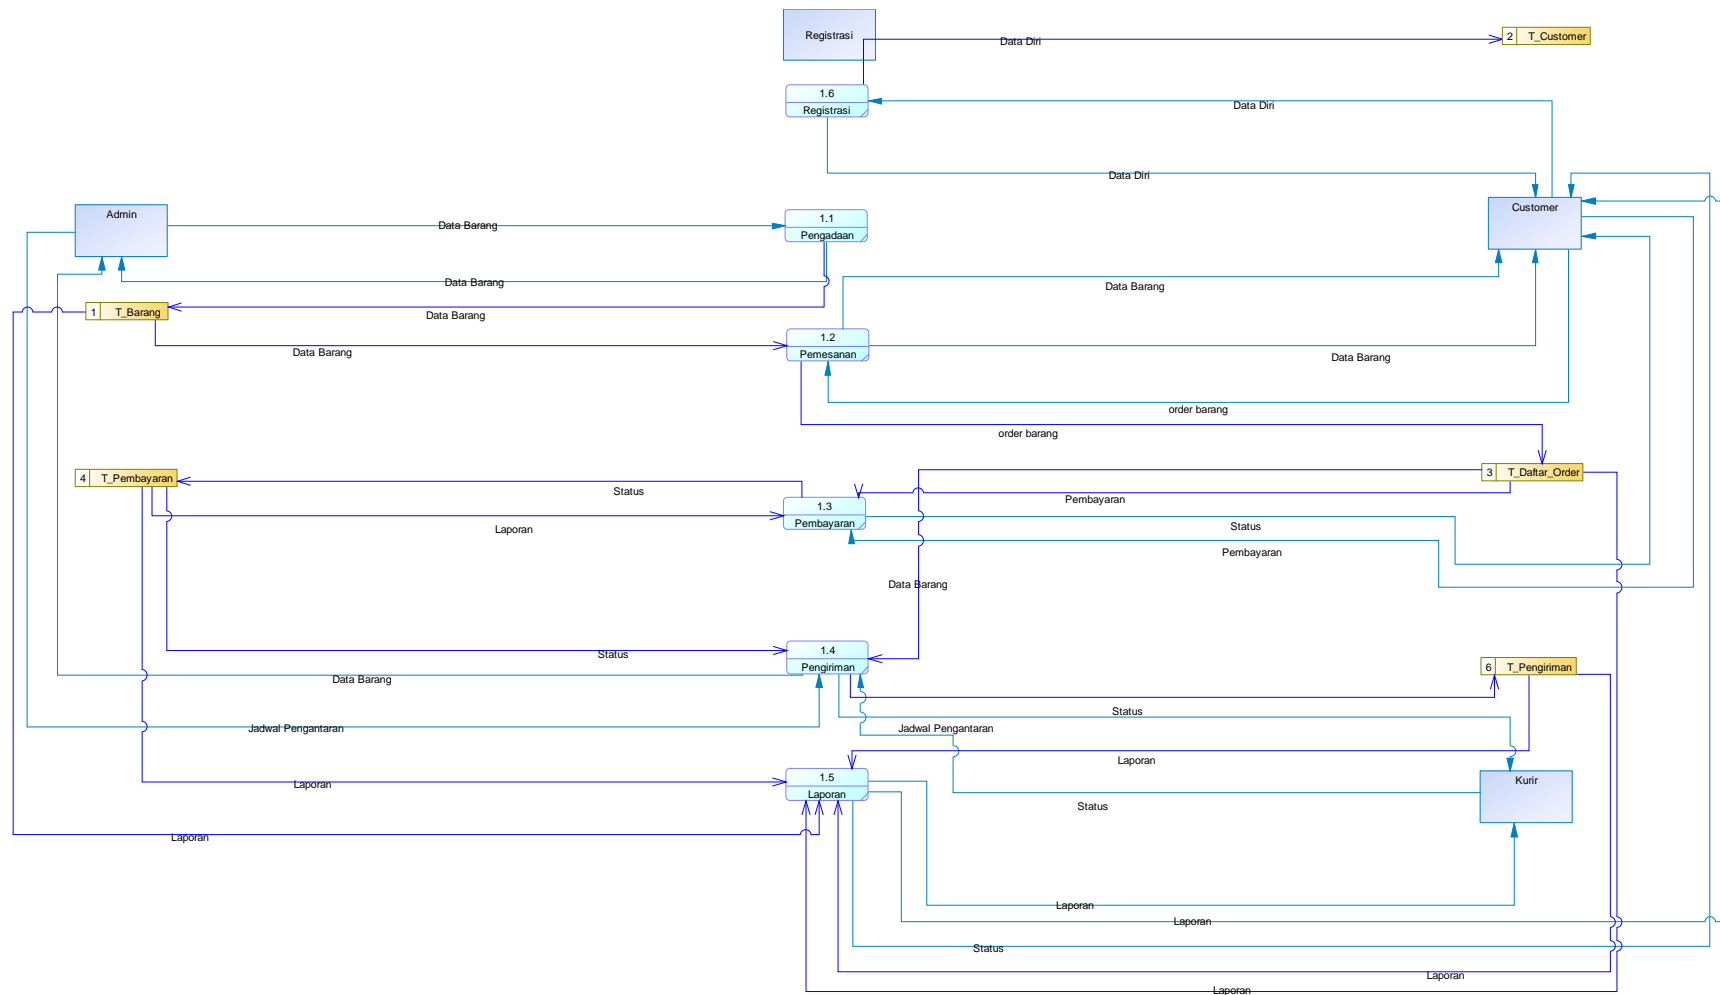 Registrasi
Data Diri
2 T_Customer
1.6
Registrasi
Data Diri
Data Diri
Admin
Customer
1.1
Pengadaan
Data Barang
Data Barang
Data Barang
1 T_Barang
Data Barang
1.2
Pemesanan
Data Barang
Data Barang
order barang
order barang
4 T_Pembayaran
Status
3 T_Daftar_Order
Pembayaran
1.3
Pembayaran
Laporan
Status
Pembayaran
Data Barang
1.4
Pengiriman
Status
Data Barang
6 T_Pengiriman
Status
Jadwal Pengantaran
Jadwal Pengantaran
Laporan
1.5
Laporan
Laporan
Kurir
Status
Laporan
Laporan
Laporan
Status
Laporan
Laporan